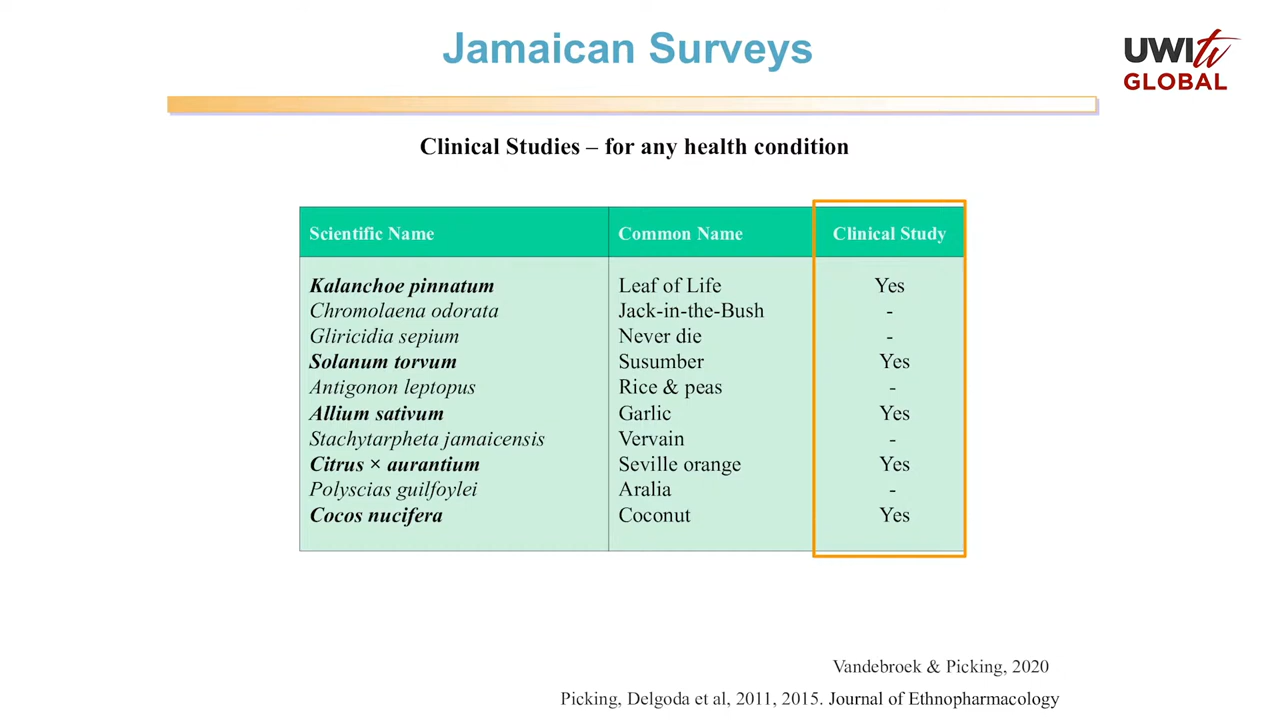 Jamaican Surveys
UWItv
GLOBAL
Clinical Studies – for any health condition
Scientific Name Common Name Clinical Study
Kalanchoe pinnatum Leaf of Life Yes
Chromolaena odorata Jack-in-the-Bush -
Gliricidia sepium Never die -
Solanum torvum Susumber Yes
Antigonon leptopus Rice & peas -
Allium sativum Garlic Yes
Stachytarpheta jamaicensis Vervain -
Citrus × aurantium Seville orange Yes
Polyscias guilfoylei Aralia -
Cocos nucifera Coconut Yes
Vandebroek & Picking, 2020
Picking, Delgoda et al, 2011, 2015. Journal of Ethnopharmacology